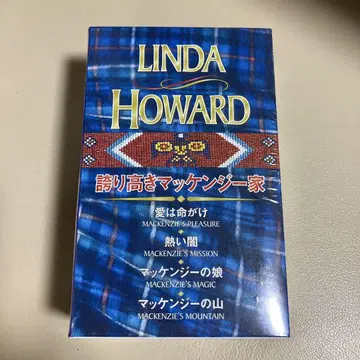 LINDA
HOWARD
誇り高きマッケンジー家
愛は命がけ
MACKENZIE'S PLEASURE
熱い闇
MACKENZIE'S MISSION
マッケンジーの娘
MACKENZIE'S MAGIC
マッケンジーの山
MACKENZIE'S MOUNTAIN